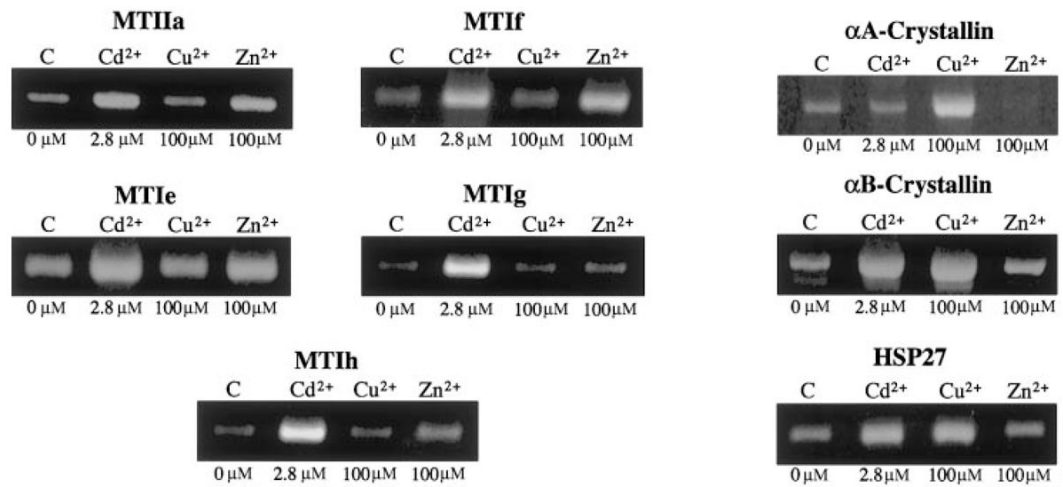 MTIIa
C Cd²⁺ Cu²⁺ Zn²⁺
0 µM 2.8 µM 100µM 100µM
MTIf
C Cd²⁺ Cu²⁺ Zn²⁺
0 µM 2.8 µM 100µM 100µM
αA-Crystallin
C Cd²⁺ Cu²⁺ Zn²⁺
0 µM 2.8 µM 100µM 100µM
MTIe
C Cd²⁺ Cu²⁺ Zn²⁺
0 µM 2.8 µM 100µM 100µM
MTIg
C Cd²⁺ Cu²⁺ Zn²⁺
0 µM 2.8 µM 100µM 100µM
αB-Crystallin
C Cd²⁺ Cu²⁺ Zn²⁺
0 µM 2.8 µM 100µM 100µM
MTIh
C Cd²⁺ Cu²⁺ Zn²⁺
0 µM 2.8 µM 100µM 100µM
HSP27
C Cd²⁺ Cu²⁺ Zn²⁺
0 µM 2.8 µM 100µM 100µM